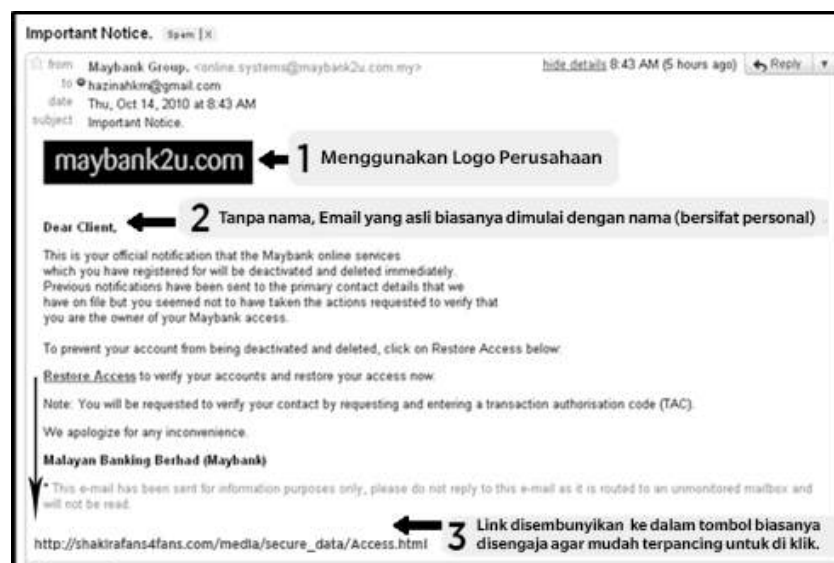 Important Notice. Spam | X
from Maybank Group. <online.systems@maybank2u.com.my> hide details 8:43 AM (5 hours ago) Reply
to hazinahkm@gmail.com
date Thu, Oct 14, 2010 at 8:43 AM
subject Important Notice.
maybank2u.com 1 Menggunakan Logo Perusahaan
Dear Client, 2 Tanpa nama, Email yang asli biasanya dimulai dengan nama (bersifat personal)
This is your official notification that the Maybank online services
which you have registered for will be deactivated and deleted immediately.
Previous notifications have been sent to the primary contact details that we
have on file but you seemed not to have taken the actions requested to verify that
you are the owner of your Maybank access.
To prevent your account from being deactivated and deleted, click on Restore Access below:
Restore Access to verify your accounts and restore your access now.
Note: You will be requested to verify your contact by requesting and entering a transaction authorisation code (TAC).
We apologize for any inconvenience.
Malayan Banking Berhad (Maybank)
* This e-mail has been sent for information purposes only, please do not reply to this e-mail as it is routed to an unmonitored mailbox and
will not be read.
3 Link disembunyikan ke dalam tombol biasanya
disengaja agar mudah terpancing untuk di klik.
http://shakirafans4fans.com/media/secure_data/Access.html